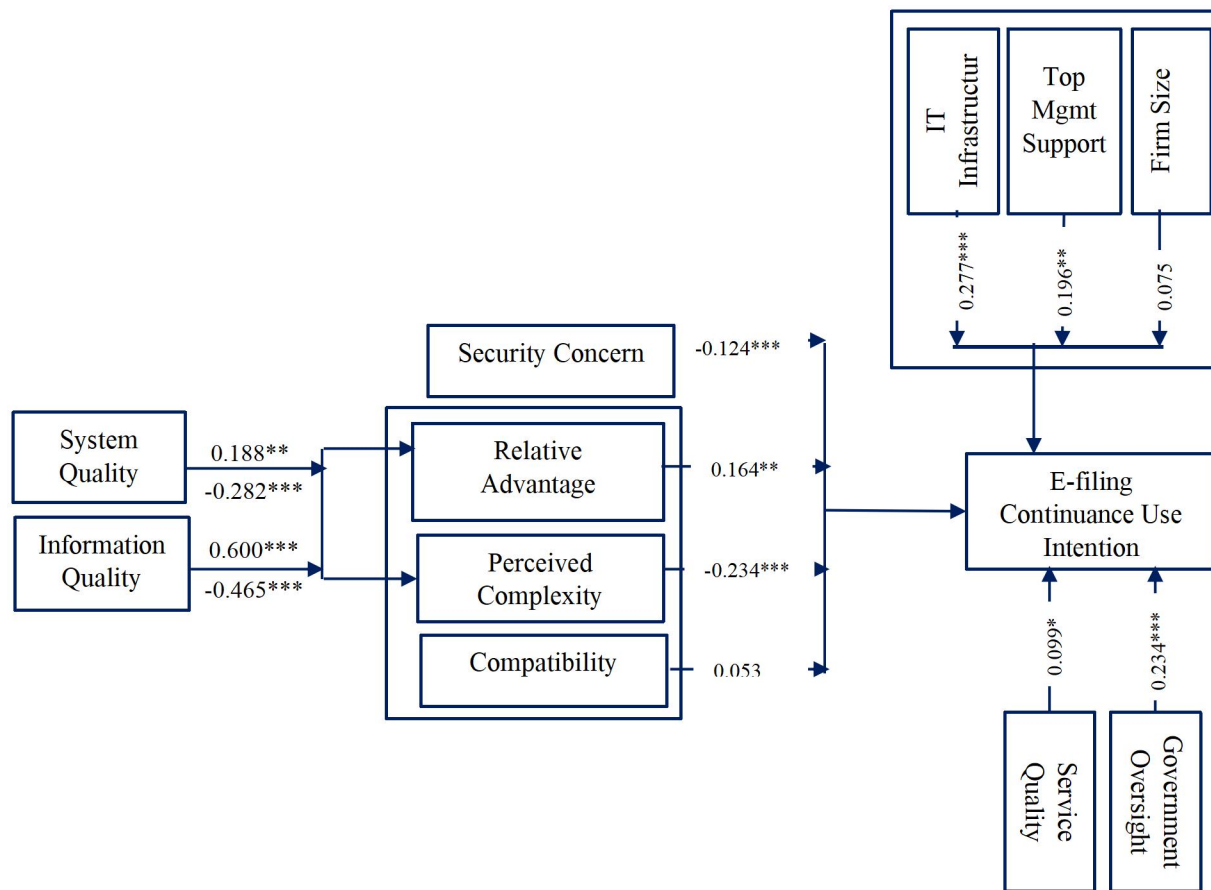 IT
Infrastructur
Top
Mgmt
Support
Firm Size
0.277***
0.196**
0.075
Security Concern
-0.124***
System
Quality
0.188**
-0.282***
Relative
Advantage
0.164**
E-filing
Continuance Use
Intention
Information
Quality
0.600***
-0.465***
Perceived
Complexity
-0.234***
Compatibility
0.053
0.099*
0.234***
Service
Quality
Government
Oversight